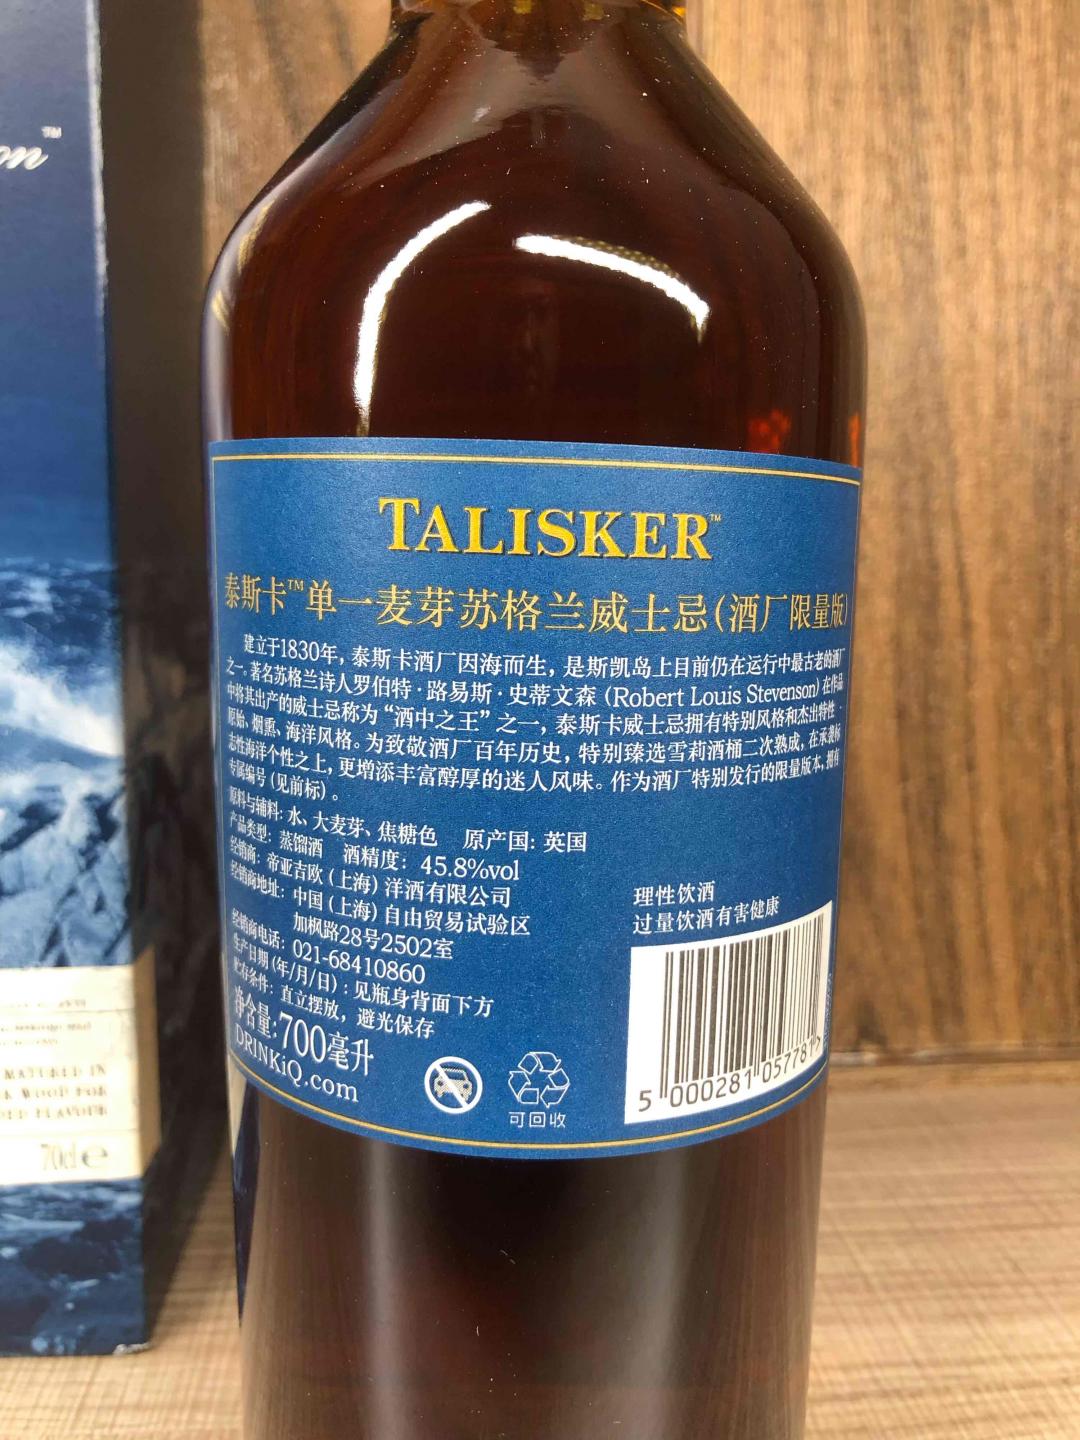 on™
TALISKER™
泰斯卡™单一麦芽苏格兰威士忌(酒厂限量版)
建立于1830年，泰斯卡酒厂因海而生，是斯凯岛上目前仍在运行中最古老的酒厂
之一。著名苏格兰诗人罗伯特·路易斯·史蒂文森 (Robert Louis Stevenson) 在作品
中将其出产的威士忌称为“酒中之王”之一，泰斯卡威士忌拥有特别风格和杰出特性·
原始、烟熏、海洋风格。为致敬酒厂百年历史，特别臻选雪莉酒桶二次熟成，在承袭标
志性海洋个性之上，更增添丰富醇厚的迷人风味。作为酒厂特别发行的限量版本，拥有
专属编号 (见前标) 。
原料与辅料: 水、大麦芽、焦糖色 原产国: 英国
产品类型: 蒸馏酒 酒精度: 45.8%vol
经销商: 帝亚吉欧 (上海) 洋酒有限公司
经销商地址: 中国 (上海) 自由贸易试验区
加枫路28号2502室
经销商电话: 021-68410860
生产日期 (年/月/日) : 见瓶身背面下方
贮存条件: 直立摆放，避光保存
净含量: 700毫升
DRINKiQ.com
可回收
理性饮酒
过量饮酒有害健康
5 000281 057781 >
MATURED IN
WOOD FOR
FLAVOUR
70cl e